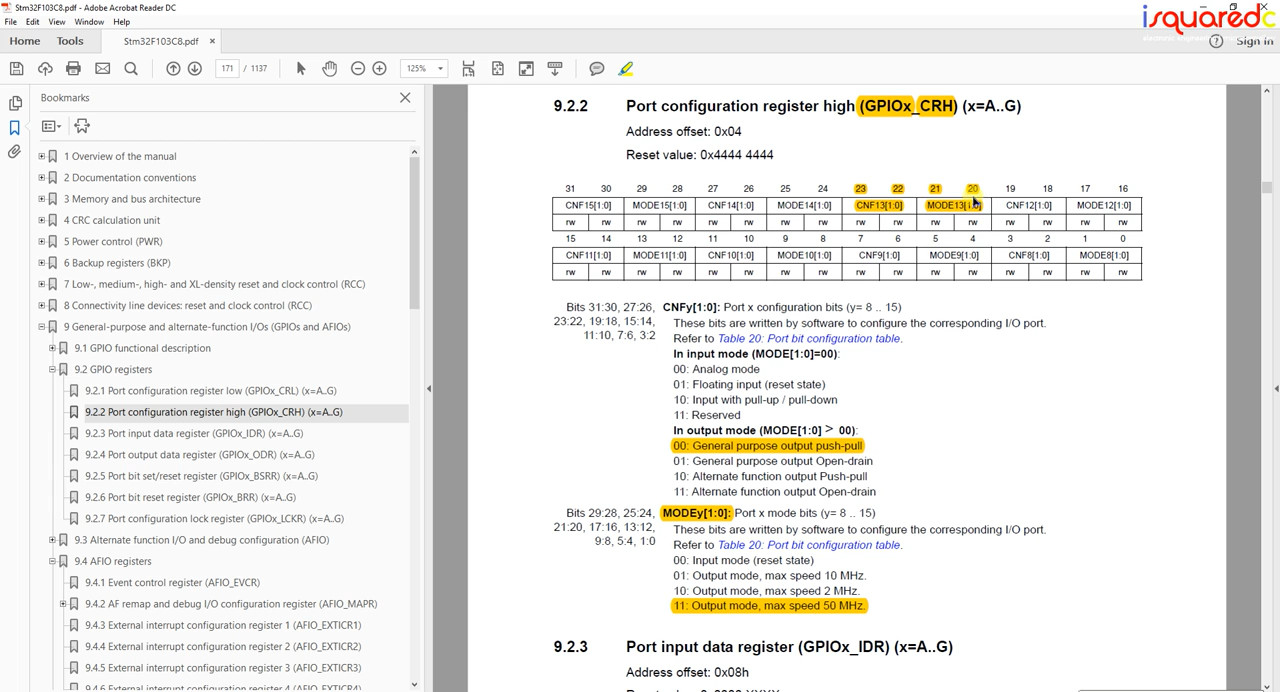 Stm32F103C8.pdf - Adobe Acrobat Reader DC
isquaredc
File Edit View Window Help
Home Tools Stm32F103C8.pdf × Sign In
171 / 1137 125%
Bookmarks
1 Overview of the manual
2 Documentation conventions
3 Memory and bus architecture
4 CRC calculation unit
5 Power control (PWR)
6 Backup registers (BKP)
7 Low-, medium-, high- and XL-density reset and clock control (RCC)
8 Connectivity line devices: reset and clock control (RCC)
9 General-purpose and alternate-function I/Os (GPIOs and AFIOs)
9.1 GPIO functional description
9.2 GPIO registers
9.2.1 Port configuration register low (GPIOx_CRL) (x=A..G)
9.2.2 Port configuration register high (GPIOx_CRH) (x=A..G)
9.2.3 Port input data register (GPIOx_IDR) (x=A..G)
9.2.4 Port output data register (GPIOx_ODR) (x=A..G)
9.2.5 Port bit set/reset register (GPIOx_BSRR) (x=A..G)
9.2.6 Port bit reset register (GPIOx_BRR) (x=A..G)
9.2.7 Port configuration lock register (GPIOx_LCKR) (x=A..G)
9.3 Alternate function I/O and debug configuration (AFIO)
9.4 AFIO registers
9.4.1 Event control register (AFIO_EVCR)
9.4.2 AF remap and debug I/O configuration register (AFIO_MAPR)
9.4.3 External interrupt configuration register 1 (AFIO_EXTICR1)
9.4.4 External interrupt configuration register 2 (AFIO_EXTICR2)
9.4.5 External interrupt configuration register 3 (AFIO_EXTICR3)
9.4.6 External interrupt configuration register 4 (AFIO_EXTICR4)
9.2.2 Port configuration register high (GPIOx_CRH) (x=A..G)
Address offset: 0x04
Reset value: 0x4444 4444
31 30 29 28 27 26 25 24 23 22 21 20 19 18 17 16
CNF15[1:0] MODE15[1:0] CNF14[1:0] MODE14[1:0] CNF13[1:0] MODE13[1:0] CNF12[1:0] MODE12[1:0]
rw rw rw rw rw rw rw rw rw rw rw rw rw rw rw rw
15 14 13 12 11 10 9 8 7 6 5 4 3 2 1 0
CNF11[1:0] MODE11[1:0] CNF10[1:0] MODE10[1:0] CNF9[1:0] MODE9[1:0] CNF8[1:0] MODE8[1:0]
rw rw rw rw rw rw rw rw rw rw rw rw rw rw rw rw
Bits 31:30, 27:26, CNFy[1:0]: Port x configuration bits (y= 8 .. 15)
23:22, 19:18, 15:14, These bits are written by software to configure the corresponding I/O port.
11:10, 7:6, 3:2 Refer to Table 20: Port bit configuration table.
In input mode (MODE[1:0]=00):
00: Analog mode
01: Floating input (reset state)
10: Input with pull-up / pull-down
11: Reserved
In output mode (MODE[1:0] > 00):
00: General purpose output push-pull
01: General purpose output Open-drain
10: Alternate function output Push-pull
11: Alternate function output Open-drain
Bits 29:28, 25:24, MODEy[1:0]: Port x mode bits (y= 8 .. 15)
21:20, 17:16, 13:12, These bits are written by software to configure the corresponding I/O port.
9:8, 5:4, 1:0 Refer to Table 20: Port bit configuration table.
00: Input mode (reset state)
01: Output mode, max speed 10 MHz.
10: Output mode, max speed 2 MHz.
11: Output mode, max speed 50 MHz.
9.2.3 Port input data register (GPIOx_IDR) (x=A..G)
Address offset: 0x08h